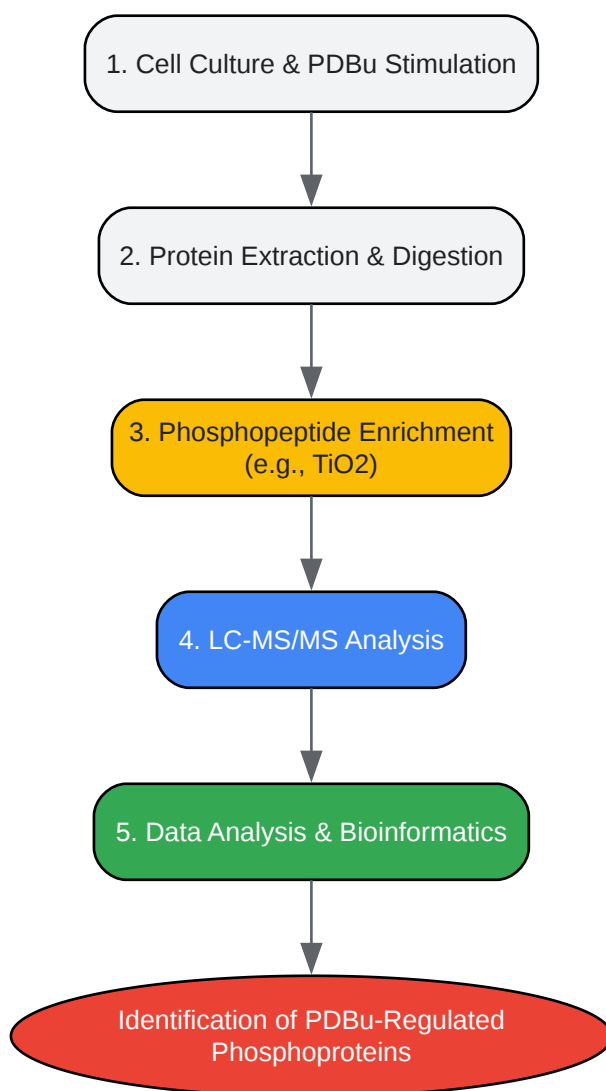 1. Cell Culture & PDBu Stimulation
2. Protein Extraction & Digestion
3. Phosphopeptide Enrichment
(e.g., TiO2)
4. LC-MS/MS Analysis
5. Data Analysis & Bioinformatics
Identification of PDBu-Regulated
Phosphoproteins